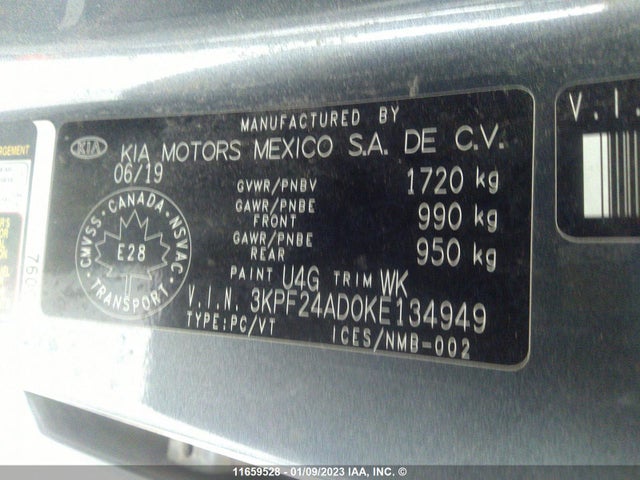 MANUFACTURED BY
KIA KIA MOTORS MEXICO S.A. DE C.V.
06/19
GVWR/PNBV 1720 kg
GAWR/PNBE FRONT 990 kg
GAWR/PNBE REAR 950 kg
CMVSS · CANADA · NSVAC
E28
TRANSPORT
PAINT U4G TRIM WK
V.I.N. 3KPF24AD0KE134949
TYPE:PC/VT ICES/NMB-002
V.I.
11659528 - 01/09/2023 IAA, INC. ©